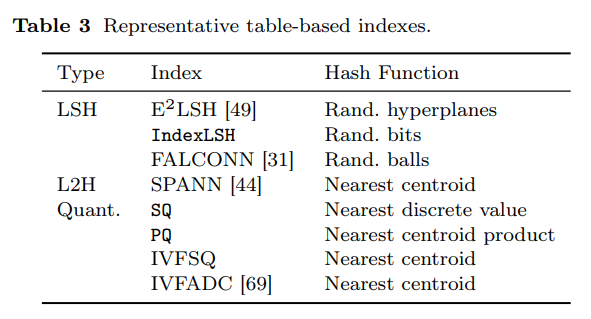 Table 3 Representative table-based indexes.
Type Index Hash Function
LSH E²LSH [49] Rand. hyperplanes
IndexLSH Rand. bits
FALCONN [31] Rand. balls
L2H SPANN [44] Nearest centroid
Quant. SQ Nearest discrete value
PQ Nearest centroid product
IVFSQ Nearest centroid
IVFADC [69] Nearest centroid